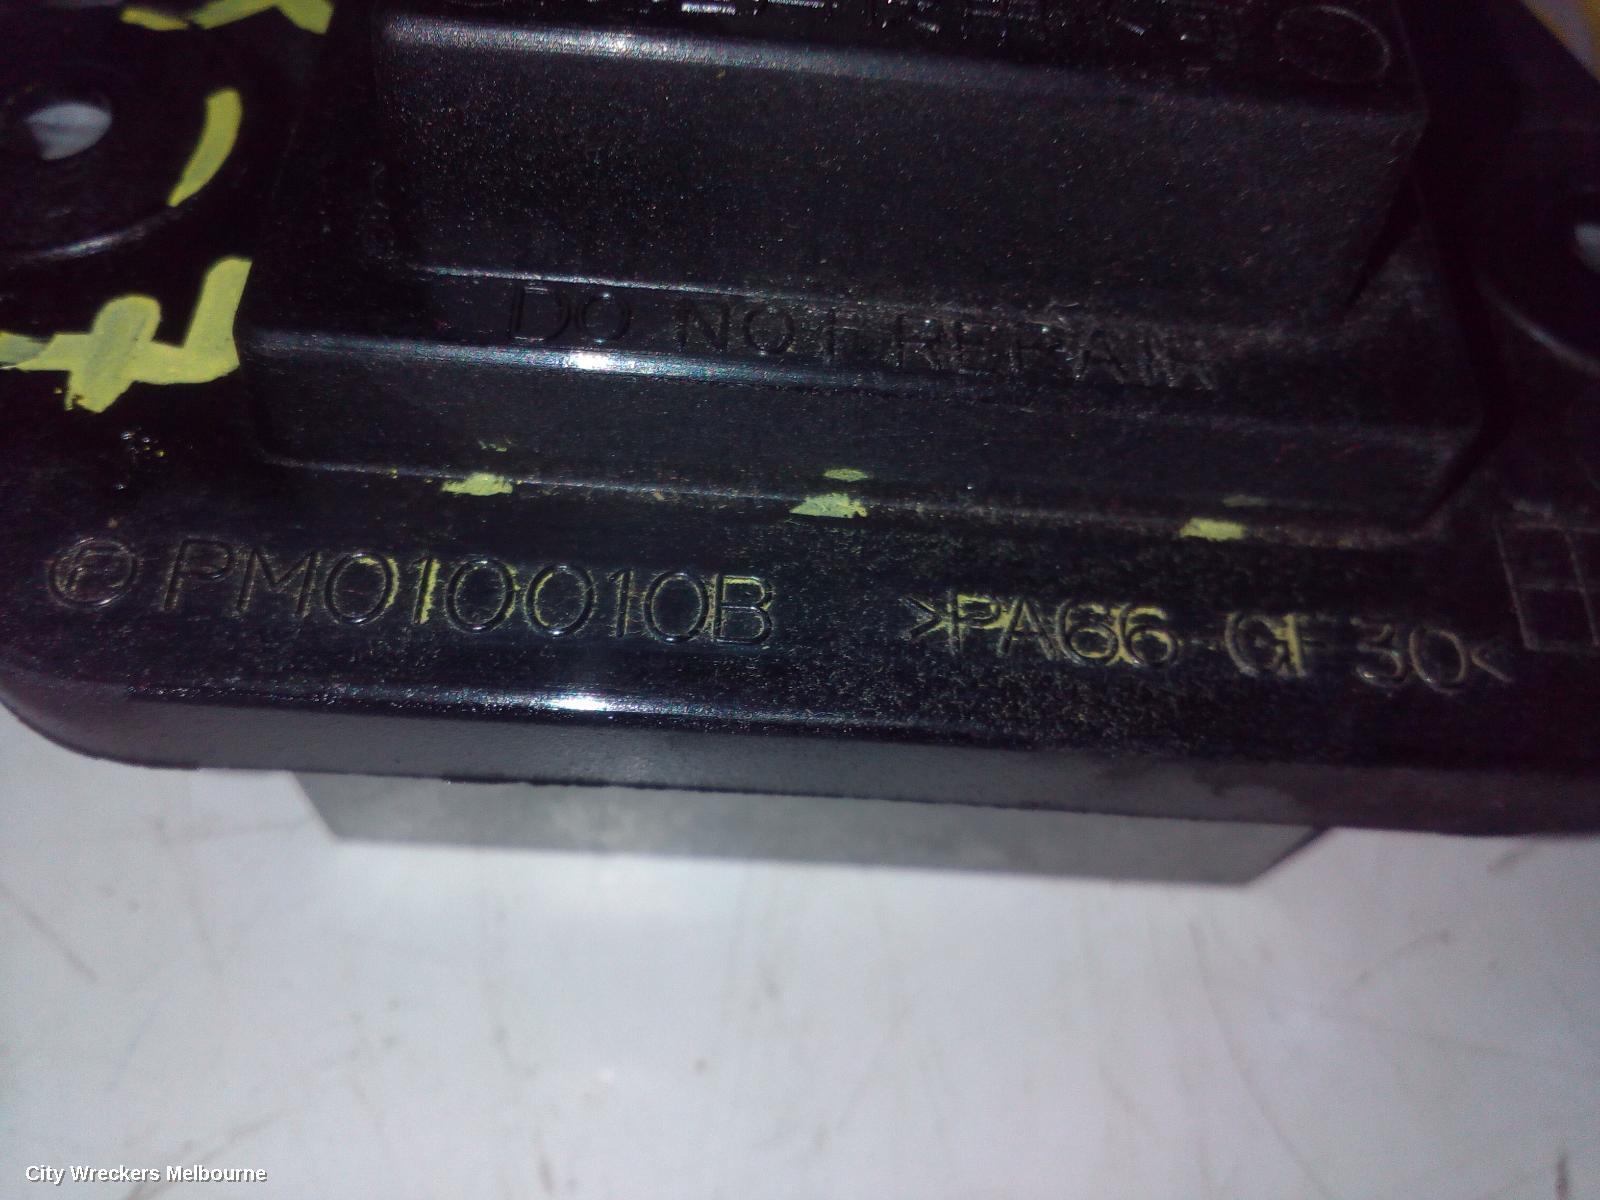 DO NOT REPAIR
PM010010B >PA66 GF30<
City Wreckers Melbourne